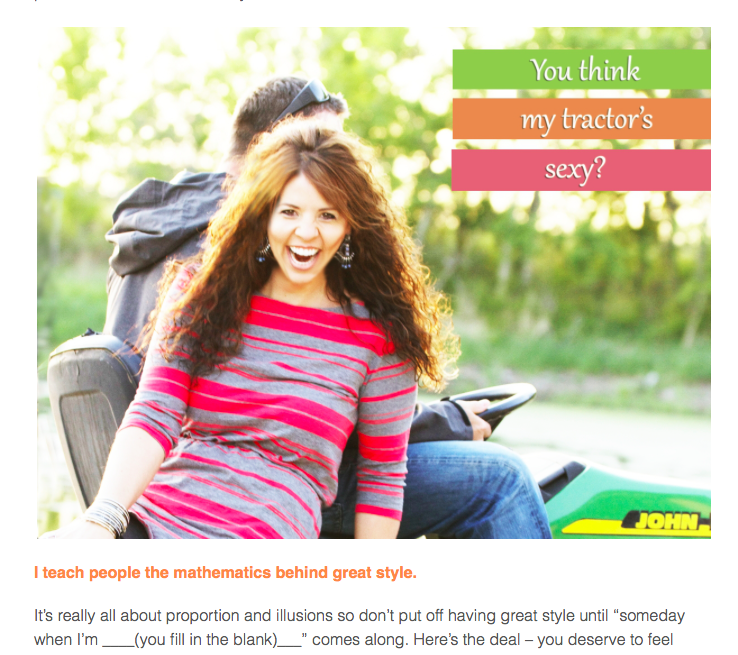 You think
my tractor's
sexy?
JOHN
I teach people the mathematics behind great style.
It's really all about proportion and illusions so don't put off having great style until “someday
when I'm ____(you fill in the blank)___” comes along. Here's the deal – you deserve to feel